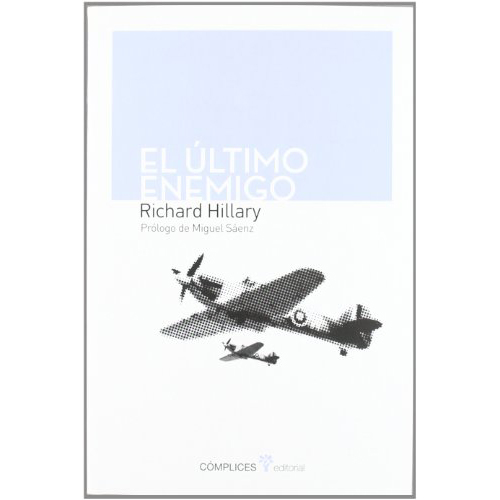 EL ÚLTIMO
ENEMIGO
Richard Hillary
Prólogo de Miguel Sáenz
CÓMPLICES editorial